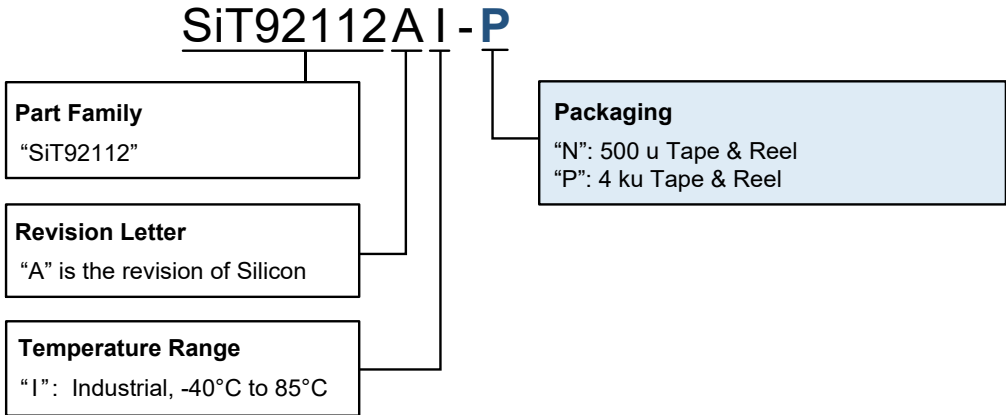 SiT92112AI-P
Part Family
“SiT92112”
Revision Letter
“A” is the revision of Silicon
Temperature Range
“I”: Industrial, -40°C to 85°C
Packaging
“N”: 500 u Tape & Reel
“P”: 4 ku Tape & Reel